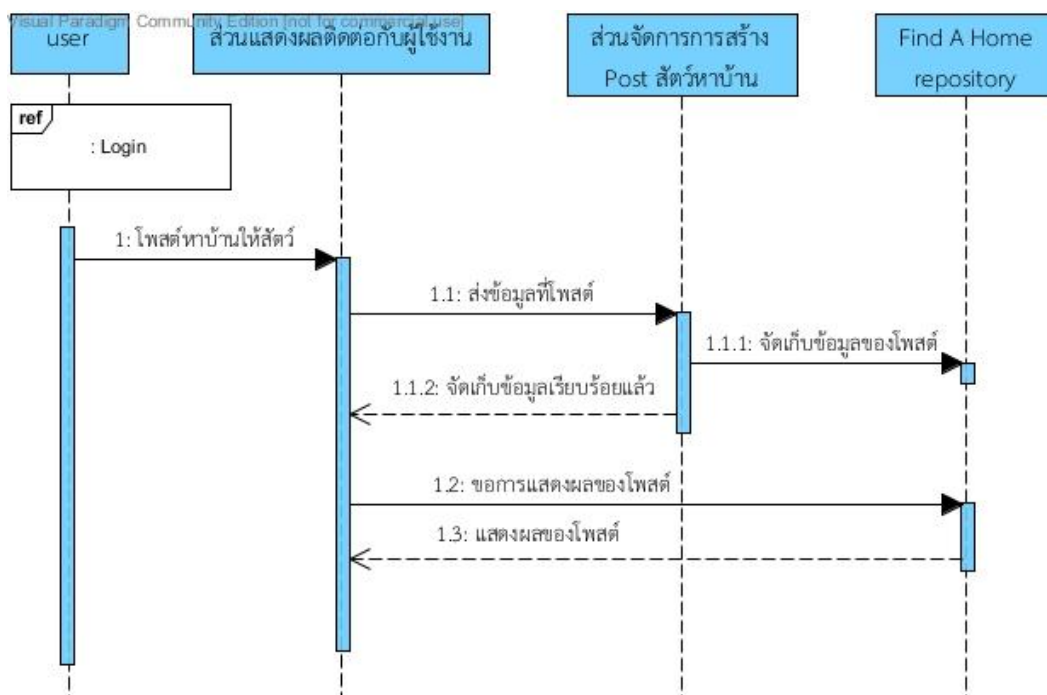 Visual Paradigm Community Edition [not for commercial use]
user
ส่วนแสดงผลติดต่อกับผู้ใช้งาน
ส่วนจัดการการสร้าง
Post สัตว์หาบ้าน
Find A Home
repository
ref
: Login
1: โพสต์หาบ้านให้สัตว์
1.1: ส่งข้อมูลที่โพสต์
1.1.1: จัดเก็บข้อมูลของโพสต์
1.1.2: จัดเก็บข้อมูลเรียบร้อยแล้ว
1.2: ขอการแสดงผลของโพสต์
1.3: แสดงผลของโพสต์